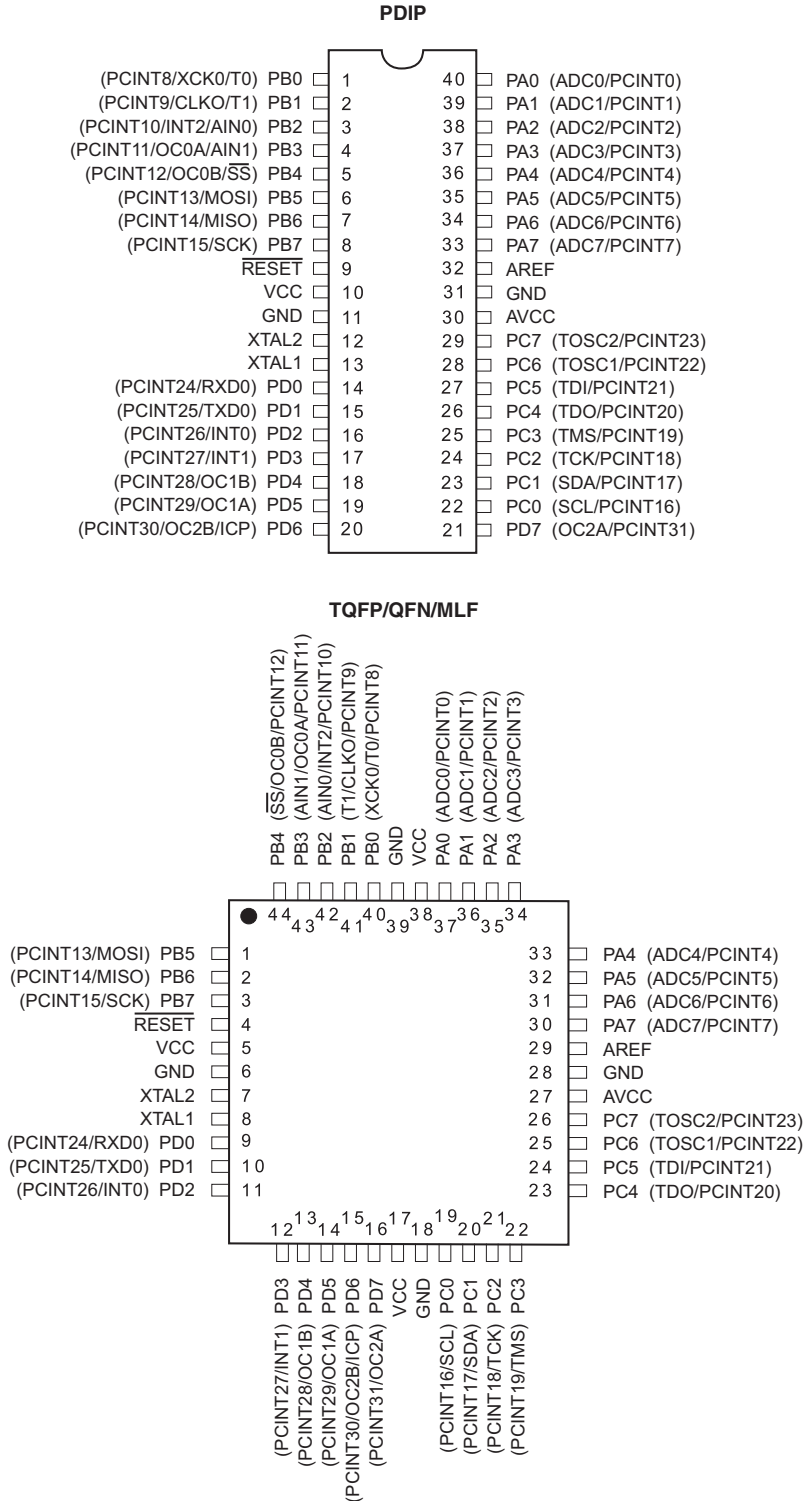 PDIP
(PCINT8/XCK0/T0) PB0 1 40 PA0 (ADC0/PCINT0)
(PCINT9/CLKO/T1) PB1 2 39 PA1 (ADC1/PCINT1)
(PCINT10/INT2/AIN0) PB2 3 38 PA2 (ADC2/PCINT2)
(PCINT11/OC0A/AIN1) PB3 4 37 PA3 (ADC3/PCINT3)
(PCINT12/OC0B/SS) PB4 5 36 PA4 (ADC4/PCINT4)
(PCINT13/MOSI) PB5 6 35 PA5 (ADC5/PCINT5)
(PCINT14/MISO) PB6 7 34 PA6 (ADC6/PCINT6)
(PCINT15/SCK) PB7 8 33 PA7 (ADC7/PCINT7)
RESET 9 32 AREF
VCC 10 31 GND
GND 11 30 AVCC
XTAL2 12 29 PC7 (TOSC2/PCINT23)
XTAL1 13 28 PC6 (TOSC1/PCINT22)
(PCINT24/RXD0) PD0 14 27 PC5 (TDI/PCINT21)
(PCINT25/TXD0) PD1 15 26 PC4 (TDO/PCINT20)
(PCINT26/INT0) PD2 16 25 PC3 (TMS/PCINT19)
(PCINT27/INT1) PD3 17 24 PC2 (TCK/PCINT18)
(PCINT28/OC1B) PD4 18 23 PC1 (SDA/PCINT17)
(PCINT29/OC1A) PD5 19 22 PC0 (SCL/PCINT16)
(PCINT30/OC2B/ICP) PD6 20 21 PD7 (OC2A/PCINT31)
TQFP/QFN/MLF
PB4 (SS/OC0B/PCINT12)
PB3 (AIN1/OC0A/PCINT11)
PB2 (AIN0/INT2/PCINT10)
PB1 (T1/CLKO/PCINT9)
PB0 (XCK0/T0/PCINT8)
GND
VCC
PA0 (ADC0/PCINT0)
PA1 (ADC1/PCINT1)
PA2 (ADC2/PCINT2)
PA3 (ADC3/PCINT3)
44 43 42 41 40 39 38 37 36 35 34
(PCINT13/MOSI) PB5 1 33 PA4 (ADC4/PCINT4)
(PCINT14/MISO) PB6 2 32 PA5 (ADC5/PCINT5)
(PCINT15/SCK) PB7 3 31 PA6 (ADC6/PCINT6)
RESET 4 30 PA7 (ADC7/PCINT7)
VCC 5 29 AREF
GND 6 28 GND
XTAL2 7 27 AVCC
XTAL1 8 26 PC7 (TOSC2/PCINT23)
(PCINT24/RXD0) PD0 9 25 PC6 (TOSC1/PCINT22)
(PCINT25/TXD0) PD1 10 24 PC5 (TDI/PCINT21)
(PCINT26/INT0) PD2 11 23 PC4 (TDO/PCINT20)
12 13 14 15 16 17 18 19 20 21 22
(PCINT27/INT1) PD3
(PCINT28/OC1B) PD4
(PCINT29/OC1A) PD5
(PCINT30/OC2B/ICP) PD6
(PCINT31/OC2A) PD7
VCC
GND
(PCINT16/SCL) PC0
(PCINT17/SDA) PC1
(PCINT18/TCK) PC2
(PCINT19/TMS) PC3